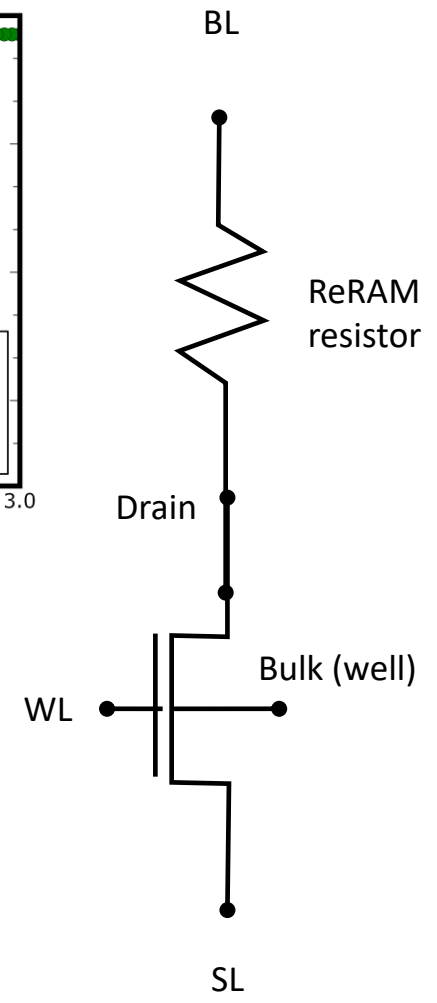 BL
ReRAM
resistor
3.0
Drain
Bulk (well)
WL
SL